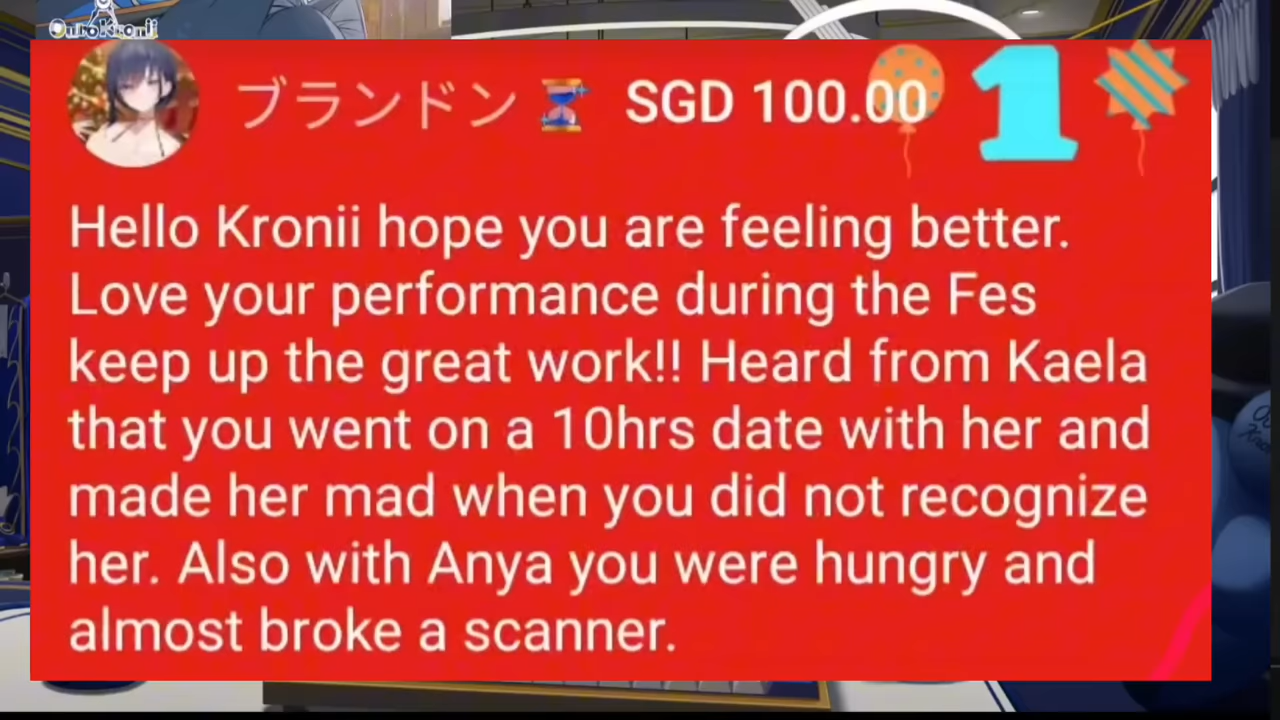 Ouro Kronii
ブランドン SGD 100.00 1
Hello Kronii hope you are feeling better.
Love your performance during the Fes
keep up the great work!! Heard from Kaela
that you went on a 10hrs date with her and
made her mad when you did not recognize
her. Also with Anya you were hungry and
almost broke a scanner.